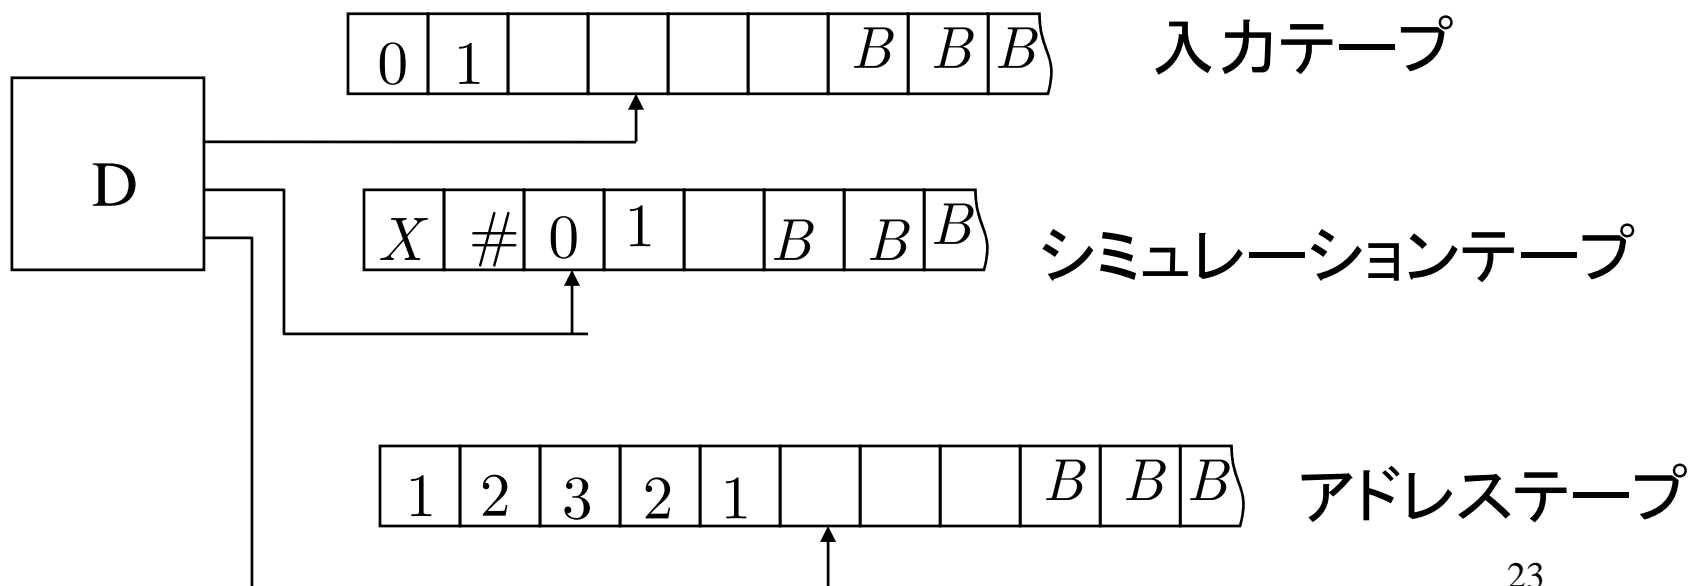 0 1 B B B 入力テープ
D
X # 0 1 B B B シミュレーションテープ
1 2 3 2 1 B B B アドレステープ
23